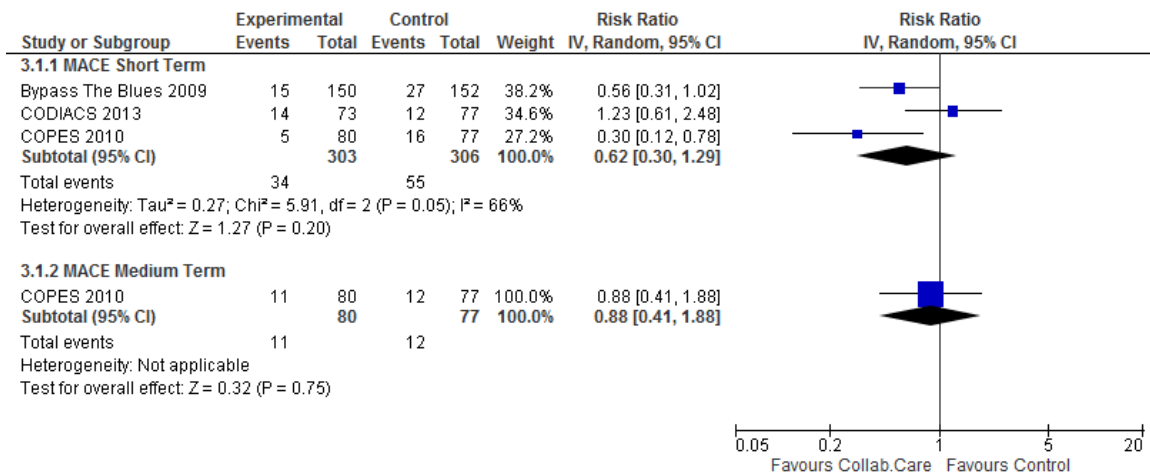 Experimental Control Risk Ratio Risk Ratio
Study or Subgroup Events Total Events Total Weight IV, Random, 95% CI IV, Random, 95% CI
3.1.1 MACE Short Term
Bypass The Blues 2009 15 150 27 152 38.2% 0.56 [0.31, 1.02]
CODIACS 2013 14 73 12 77 34.6% 1.23 [0.61, 2.48]
COPES 2010 5 80 16 77 27.2% 0.30 [0.12, 0.78]
Subtotal (95% CI) 303 306 100.0% 0.62 [0.30, 1.29]
Total events 34 55
Heterogeneity: Tau² = 0.27; Chi² = 5.91, df = 2 (P = 0.05); I² = 66%
Test for overall effect: Z = 1.27 (P = 0.20)
3.1.2 MACE Medium Term
COPES 2010 11 80 12 77 100.0% 0.88 [0.41, 1.88]
Subtotal (95% CI) 80 77 100.0% 0.88 [0.41, 1.88]
Total events 11 12
Heterogeneity: Not applicable
Test for overall effect: Z = 0.32 (P = 0.75)
0.05 0.2 1 5 20
Favours Collab.Care Favours Control